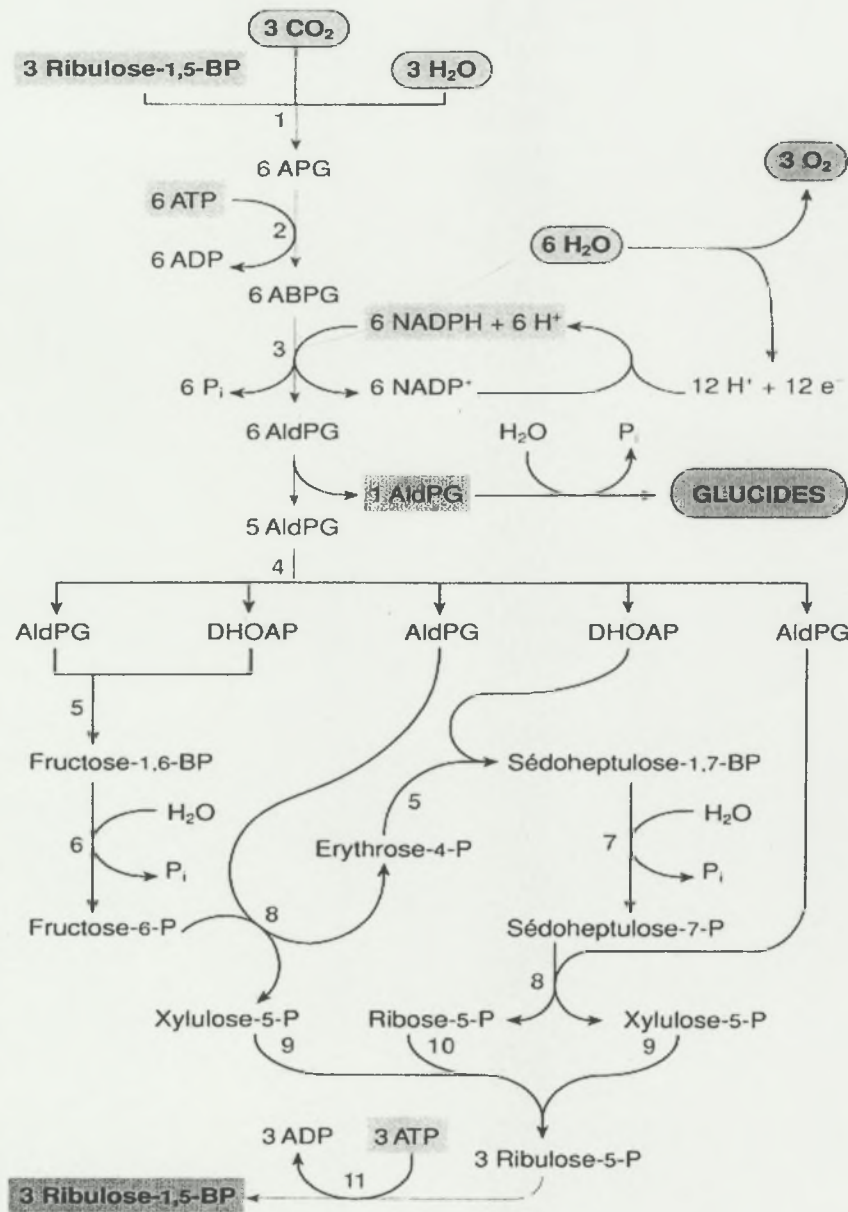 3 CO₂
3 Ribulose-1,5-BP
3 H₂O
1
6 APG
3 O₂
6 ATP
2
6 H₂O
6 ADP
6 ABPG
6 NADPH + 6 H⁺
3
6 Pᵢ
6 NADP⁺
12 H⁺ + 12 e⁻
6 AldPG
H₂O
Pᵢ
1 AldPG
GLUCIDES
5 AldPG
4
AldPG
DHOAP
AldPG
DHOAP
AldPG
5
Fructose-1,6-BP
Sédoheptulose-1,7-BP
5
H₂O
H₂O
6
Erythrose-4-P
7
Pᵢ
Pᵢ
Fructose-6-P
8
Sédoheptulose-7-P
8
Xylulose-5-P
Ribose-5-P
Xylulose-5-P
9
10
9
3 ADP
3 ATP
3 Ribulose-5-P
11
3 Ribulose-1,5-BP